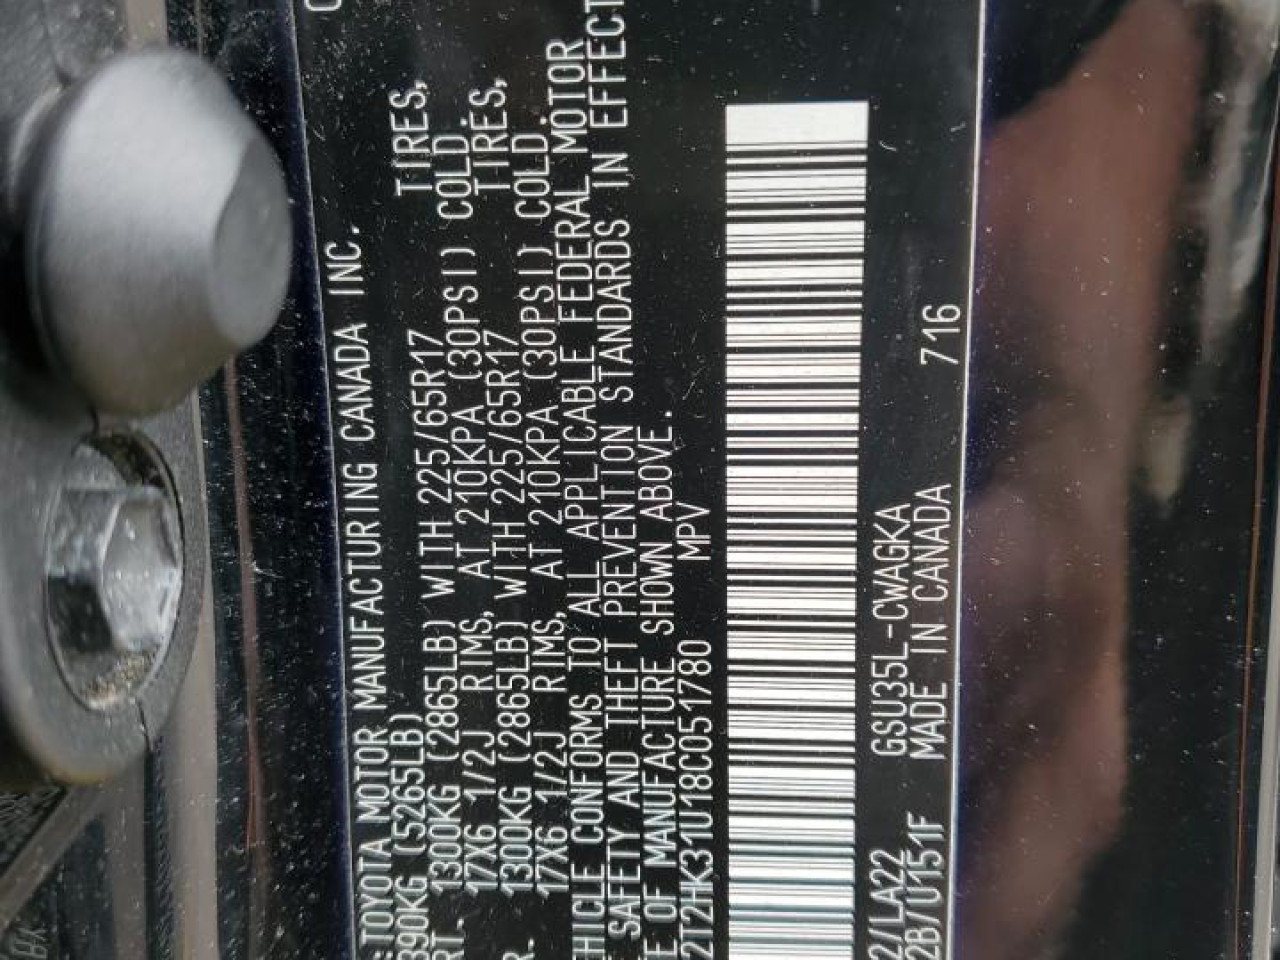 TOYOTA MOTOR MANUFACTURING CANADA INC.
390KG (5265LB)
RT. 1300KG (2865LB) WITH 225/65R17 TIRES,
17X6 1/2J RIMS, AT 210KPA (30PSI) COLD.
R. 1300KG (2865LB) WITH 225/65R17 TIRES,
17X6 1/2J RIMS, AT 210KPA (30PSI) COLD.
HICLE CONFORMS TO ALL APPLICABLE FEDERAL MOTOR
SAFETY AND THEFT PREVENTION STANDARDS IN EFFECT
E OF MANUFACTURE SHOWN ABOVE.
2T2HK31U18C051780 MPV
2/LA22 GSU35L-CWAGKA
2B/U151F MADE IN CANADA 716